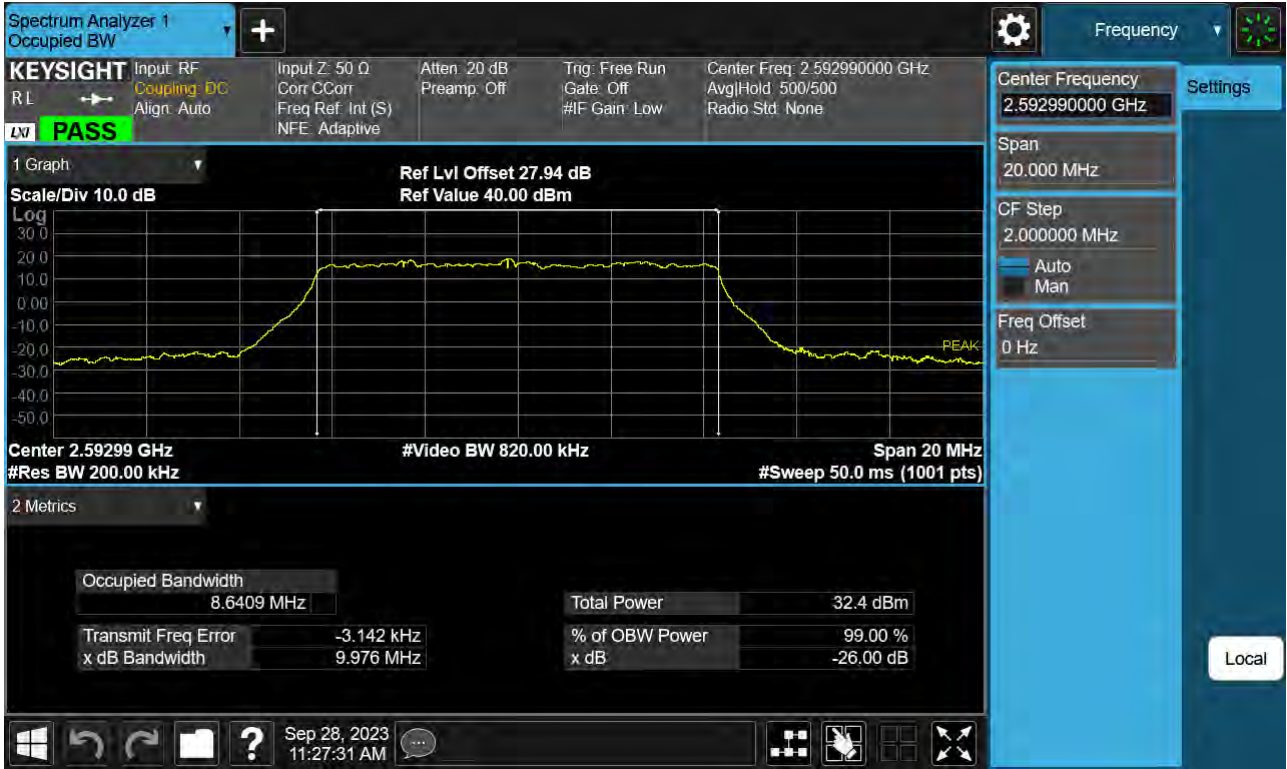 Spectrum Analyzer 1
Occupied BW
+
Frequency
KEYSIGHT
RL
LXI PASS
Input: RF
Coupling: DC
Align: Auto
Input Z: 50 Ω
Corr CCorr
Freq Ref: Int (S)
NFE: Adaptive
Atten: 20 dB
Preamp: Off
Trig: Free Run
Gate: Off
#IF Gain: Low
Center Freq: 2.592990000 GHz
Avg|Hold: 500/500
Radio Std: None
Center Frequency
2.592990000 GHz
Settings
Span
20.000 MHz
CF Step
2.000000 MHz
Auto
Man
Freq Offset
0 Hz
Local
1 Graph
Scale/Div 10.0 dB
Ref Lvl Offset 27.94 dB
Ref Value 40.00 dBm
Log
30.0
20.0
10.0
0.00
-10.0
-20.0
-30.0
-40.0
-50.0
PEAK
Center 2.59299 GHz
#Video BW 820.00 kHz
Span 20 MHz
#Res BW 200.00 kHz
#Sweep 50.0 ms (1001 pts)
2 Metrics
Occupied Bandwidth
8.6409 MHz
Total Power 32.4 dBm
Transmit Freq Error -3.142 kHz
% of OBW Power 99.00 %
x dB Bandwidth 9.976 MHz
x dB -26.00 dB
?
Sep 28, 2023
11:27:31 AM